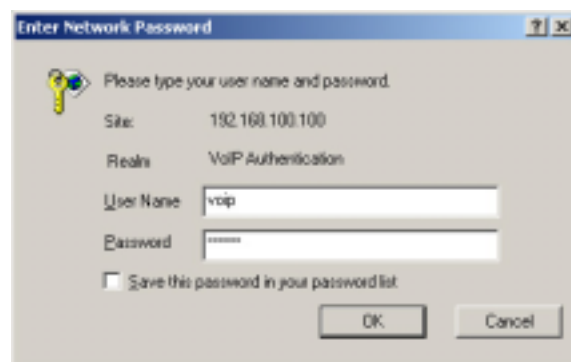 Enter Network Password
Please type your user name and password.
Site: 192.168.100.100
Realm VoIP Authentication
User Name voip
Password ******
Save this password in your password list
OK Cancel